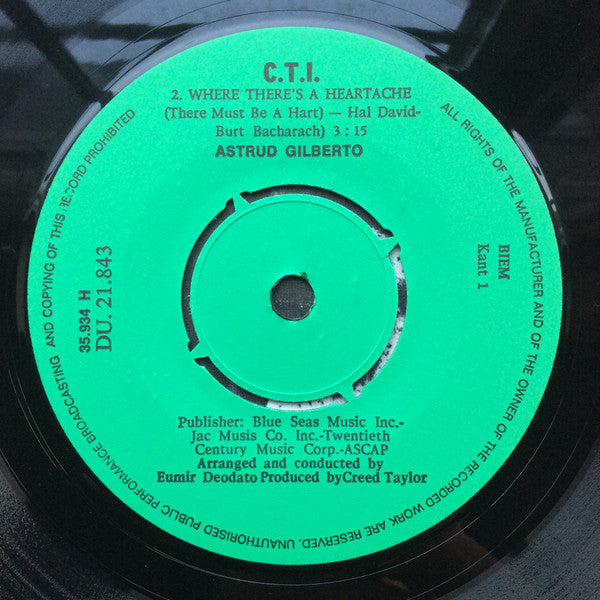 C.T.I.
2. WHERE THERE'S A HEARTACHE
(There Must Be A Hart) — Hal David-
Burt Bacharach) 3 : 15
ASTRUD GILBERTO
35.934 H
DU. 21.843
BIEM
Kant 1
Publisher: Blue Seas Music Inc.-
Jac Musis Co. Inc.-Twentieth
Century Music Corp.-ASCAP
Arranged and conducted by
Eumir Deodato Produced by Creed Taylor
ALL RIGHTS OF THE MANUFACTURER AND OF THE OWNER OF THE RECORDED WORK ARE RESERVED. UNAUTHORISED PUBLIC PERFORMANCE BROADCASTING AND COPYING OF THIS RECORD PROHIBITED